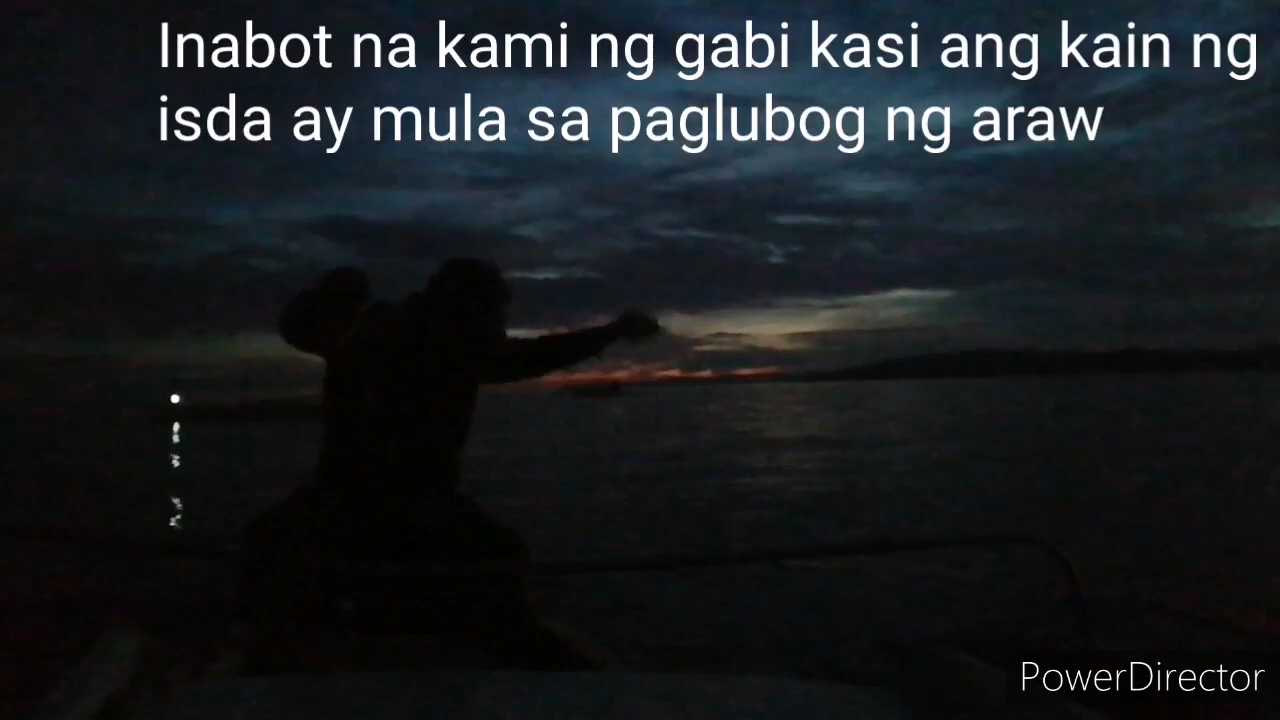 Inabot na kami ng gabi kasi ang kain ng
isda ay mula sa paglubog ng araw
PowerDirector